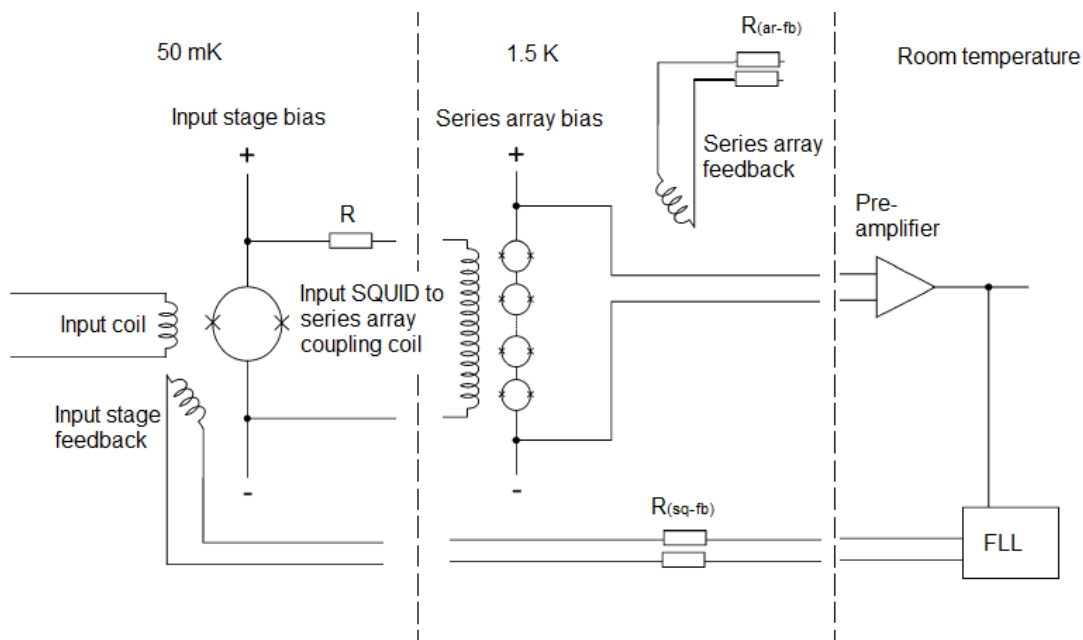 50 mK
1.5 K
R(ar-fb)
Room temperature
Input stage bias
+
Series array bias
+
Series array
feedback
R
Pre-
amplifier
Input coil
Input SQUID to
series array
coupling coil
Input stage
feedback
-
-
R(sq-fb)
FLL